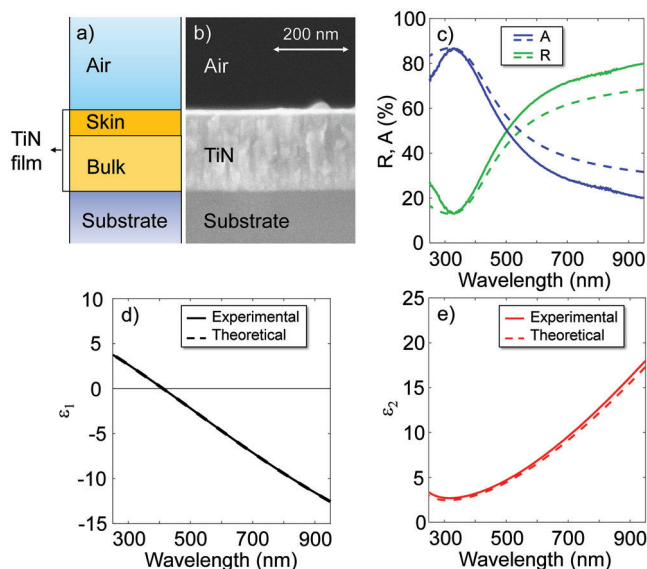 a)
Air
Skin
TiN
film
Bulk
Substrate
b)
200 nm
Air
TiN
Substrate
c)
A
R
R, A (%)
100
80
60
40
20
0
300 500 700 900
Wavelength (nm)
d)
Experimental
Theoretical
ε1
10
5
0
-5
-10
-15
300 500 700 900
Wavelength (nm)
e)
Experimental
Theoretical
ε2
25
20
15
10
5
0
300 500 700 900
Wavelength (nm)